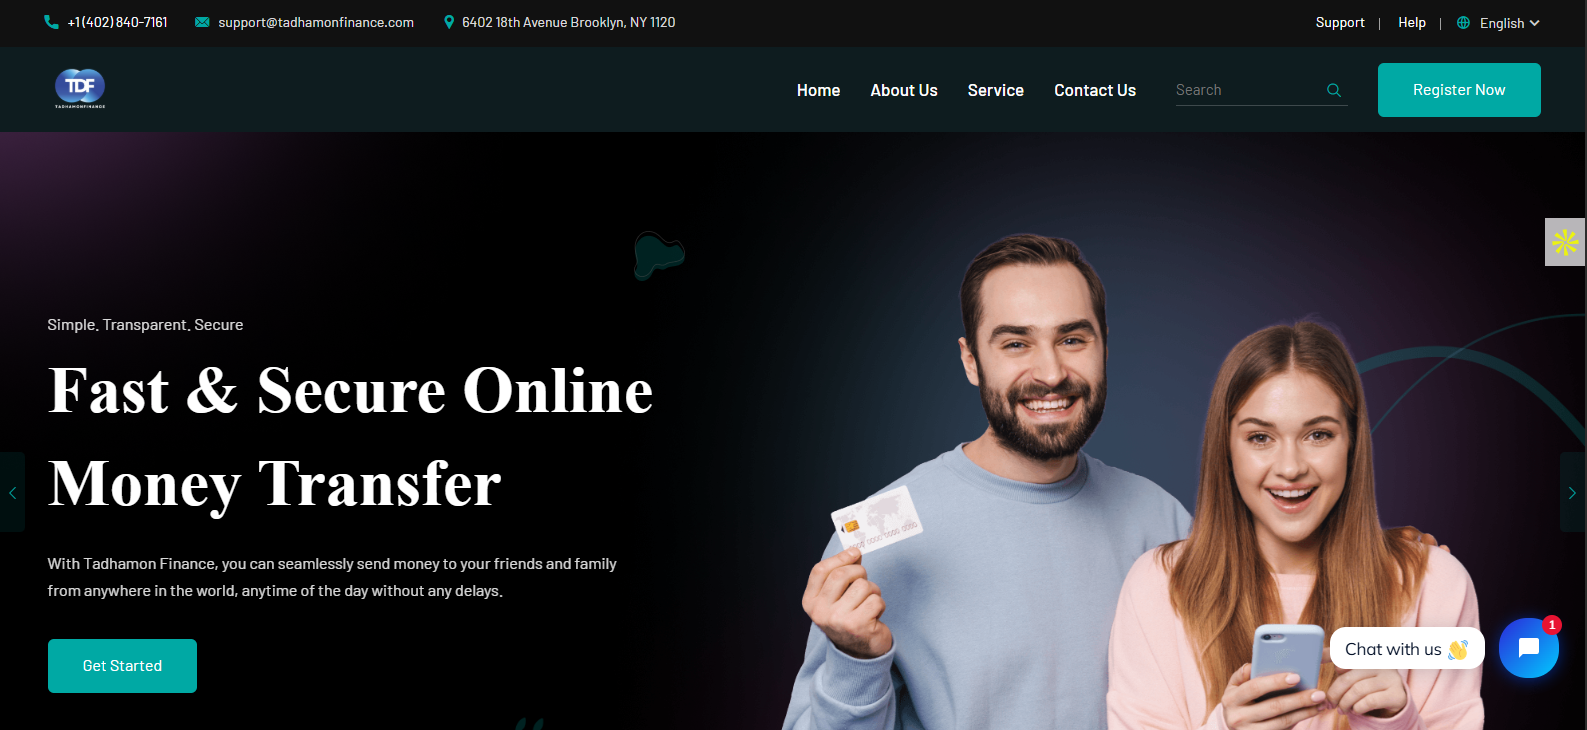 +1 (402) 840-7161
support@tadhamonfinance.com
6402 18th Avenue Brooklyn, NY 1120
Support | Help | English
TDF
TADHAMONFINANCE
Home
About Us
Service
Contact Us
Search
Register Now
Simple. Transparent. Secure
Fast & Secure Online
Money Transfer
With Tadhamon Finance, you can seamlessly send money to your friends and family
from anywhere in the world, anytime of the day without any delays.
Get Started
Chat with us 👋
1